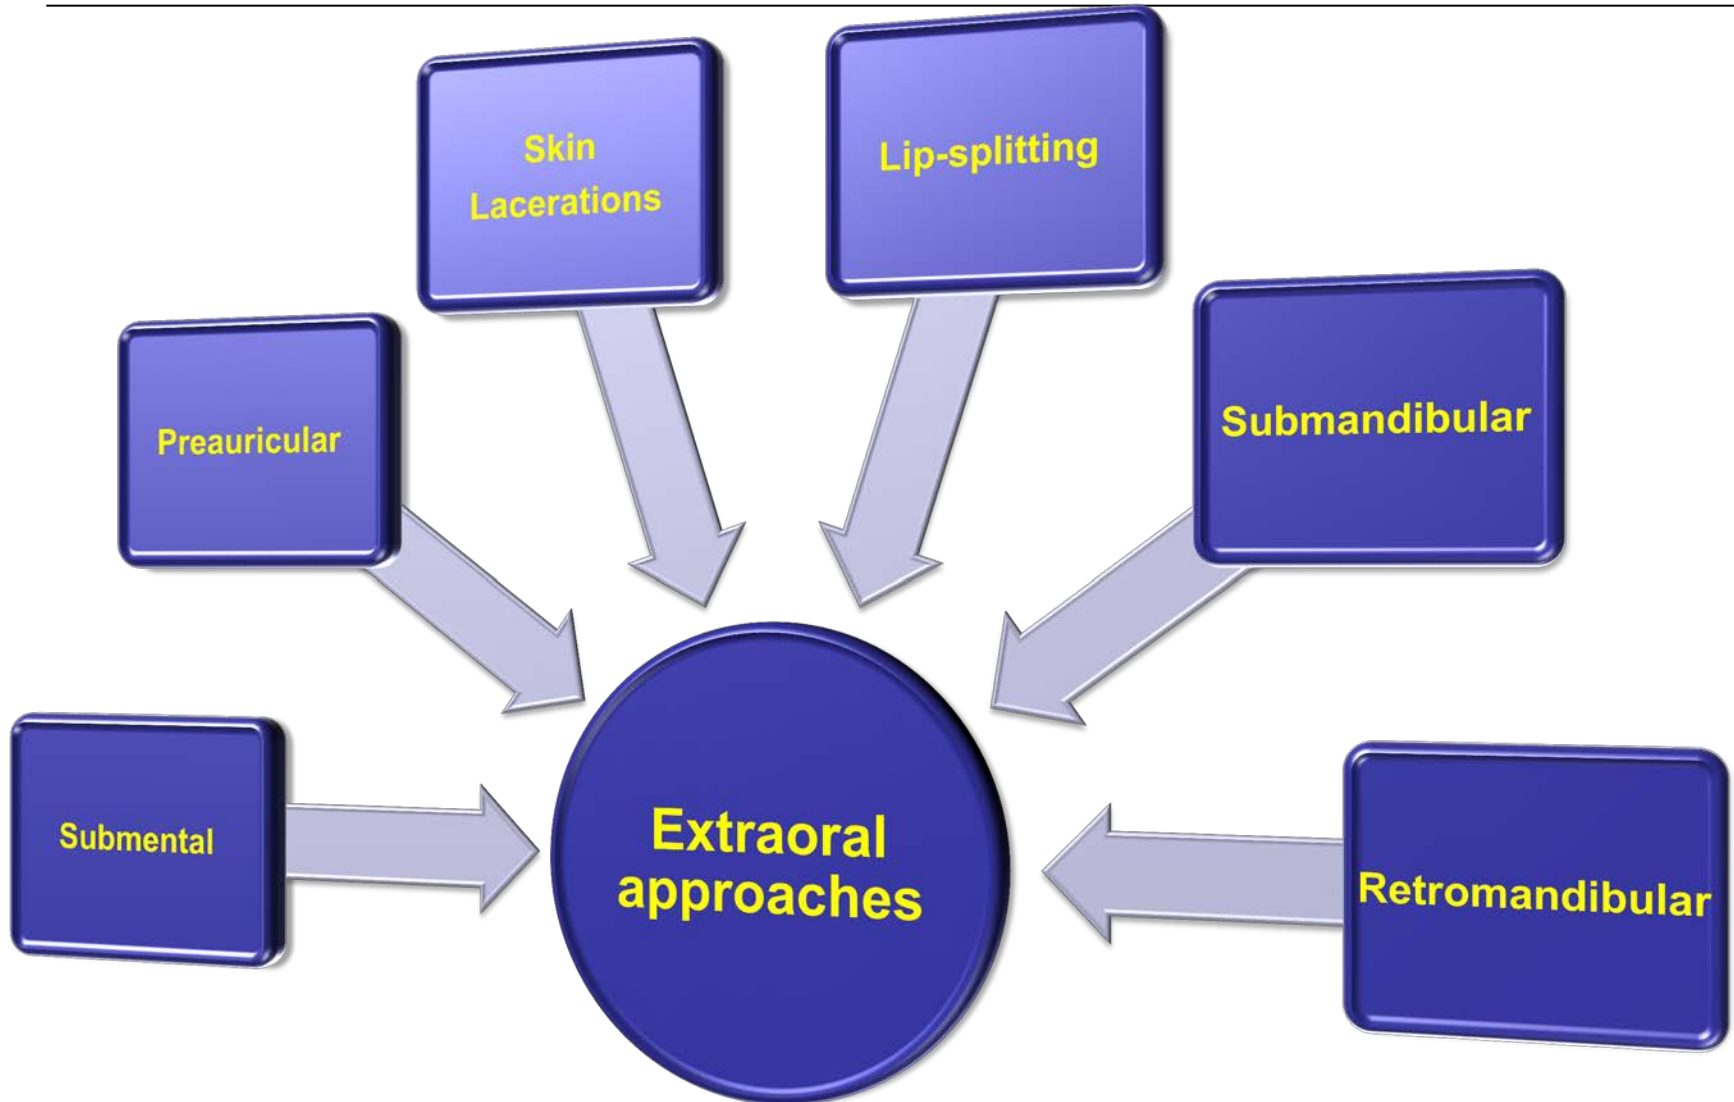 Skin
Lacerations
Lip-splitting
Preauricular
Submandibular
Submental
Extraoral
approaches
Retromandibular